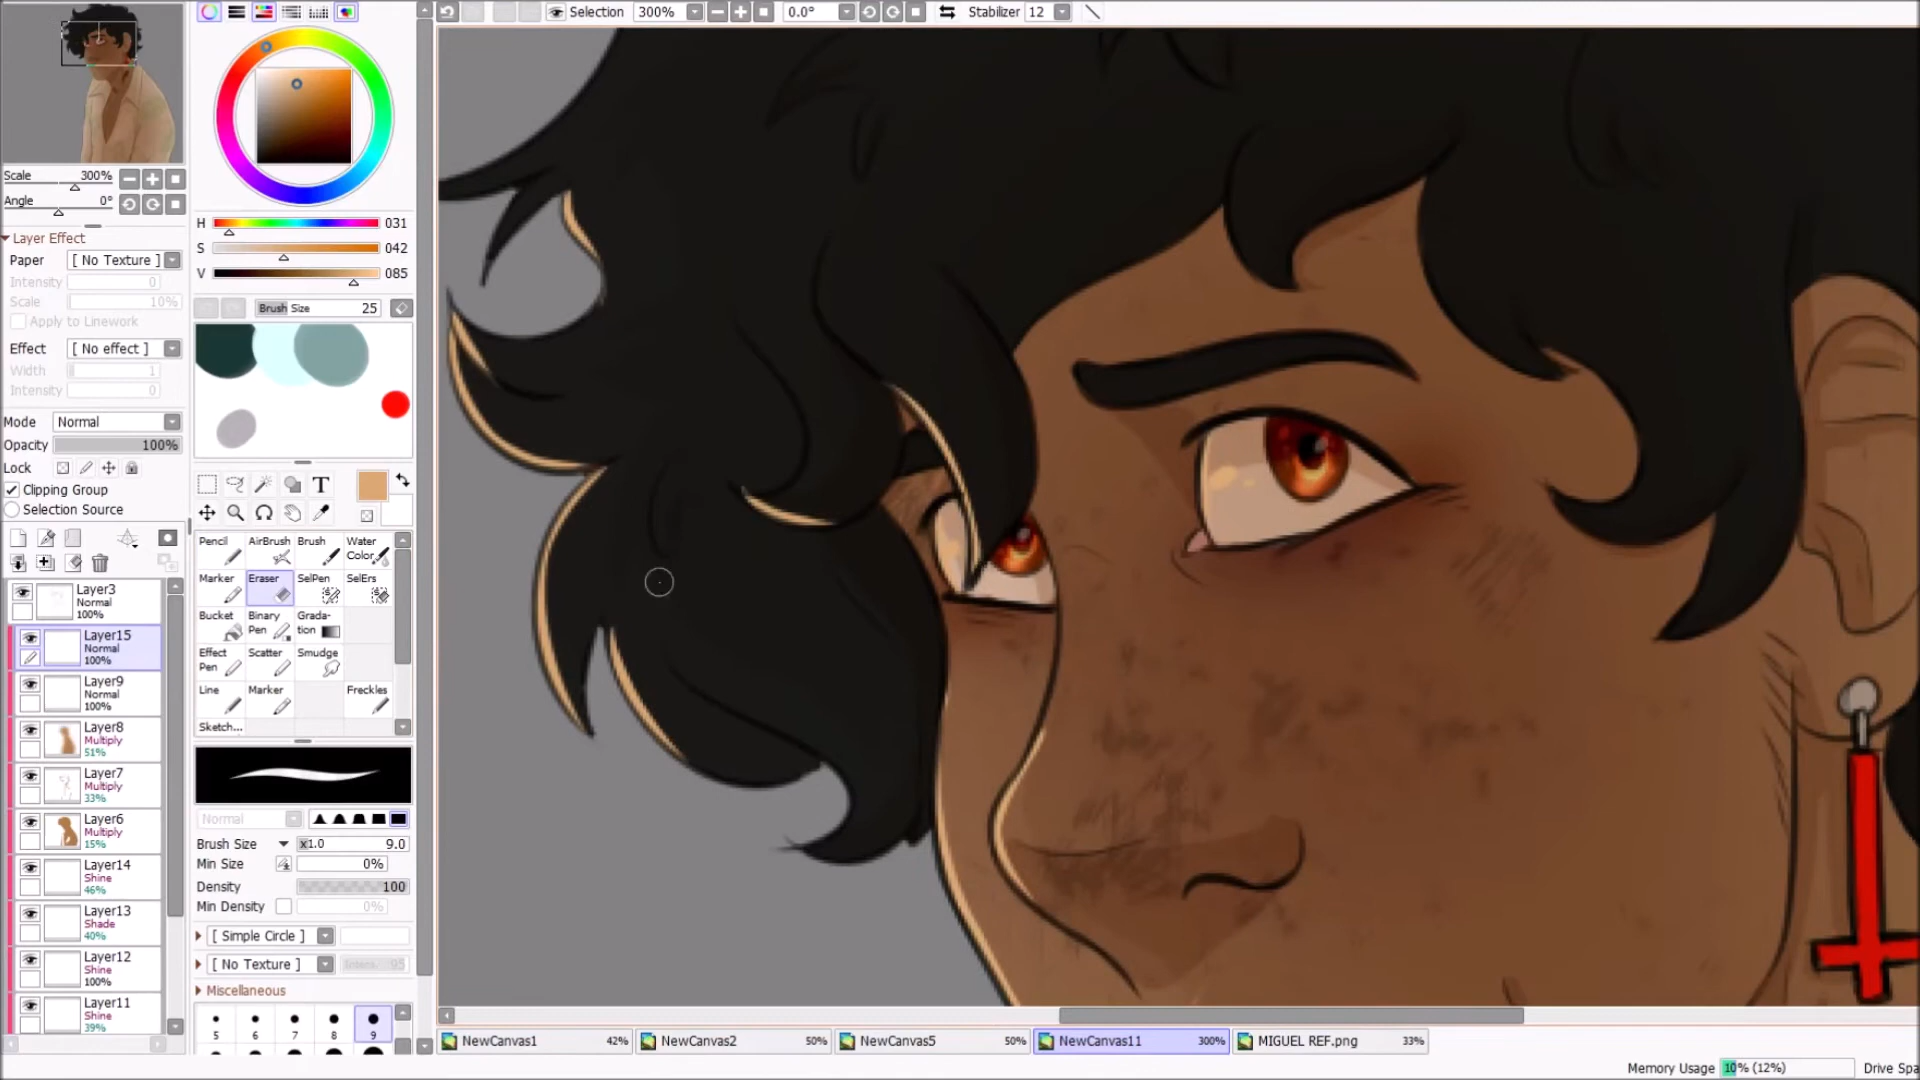 Selection 300% 0.0° Stabilizer 12
Scale 300%
Angle 0°
Layer Effect
Paper [ No Texture ]
Intensity 0
Scale 10%
Apply to Linework
Effect [ No effect ]
Width 1
Intensity 0
Mode Normal
Opacity 100%
Lock
Clipping Group
Selection Source
Layer3
Normal
100%
Layer15
Normal
100%
Layer9
Normal
100%
Layer8
Multiply
51%
Layer7
Multiply
33%
Layer6
Multiply
15%
Layer14
Shine
46%
Layer13
Shade
40%
Layer12
Shine
100%
Layer11
Shine
39%
H 031
S 042
V 085
Brush Size 25
T
Pencil AirBrush Brush Water Color
Marker Eraser SelPen SelErs
Bucket Binary Pen Grada-tion
Effect Pen Scatter Smudge
Line Marker Freckles
Sketch...
Normal
Brush Size x1.0 9.0
Min Size 0%
Density 100
Min Density 0%
[ Simple Circle ]
[ No Texture ] 95
Miscellaneous
5 6 7 8 9
NewCanvas1 42% NewCanvas2 50% NewCanvas5 50% NewCanvas11 300% MIGUEL REF.png 33%
Memory Usage 10% (12%) Drive Spa